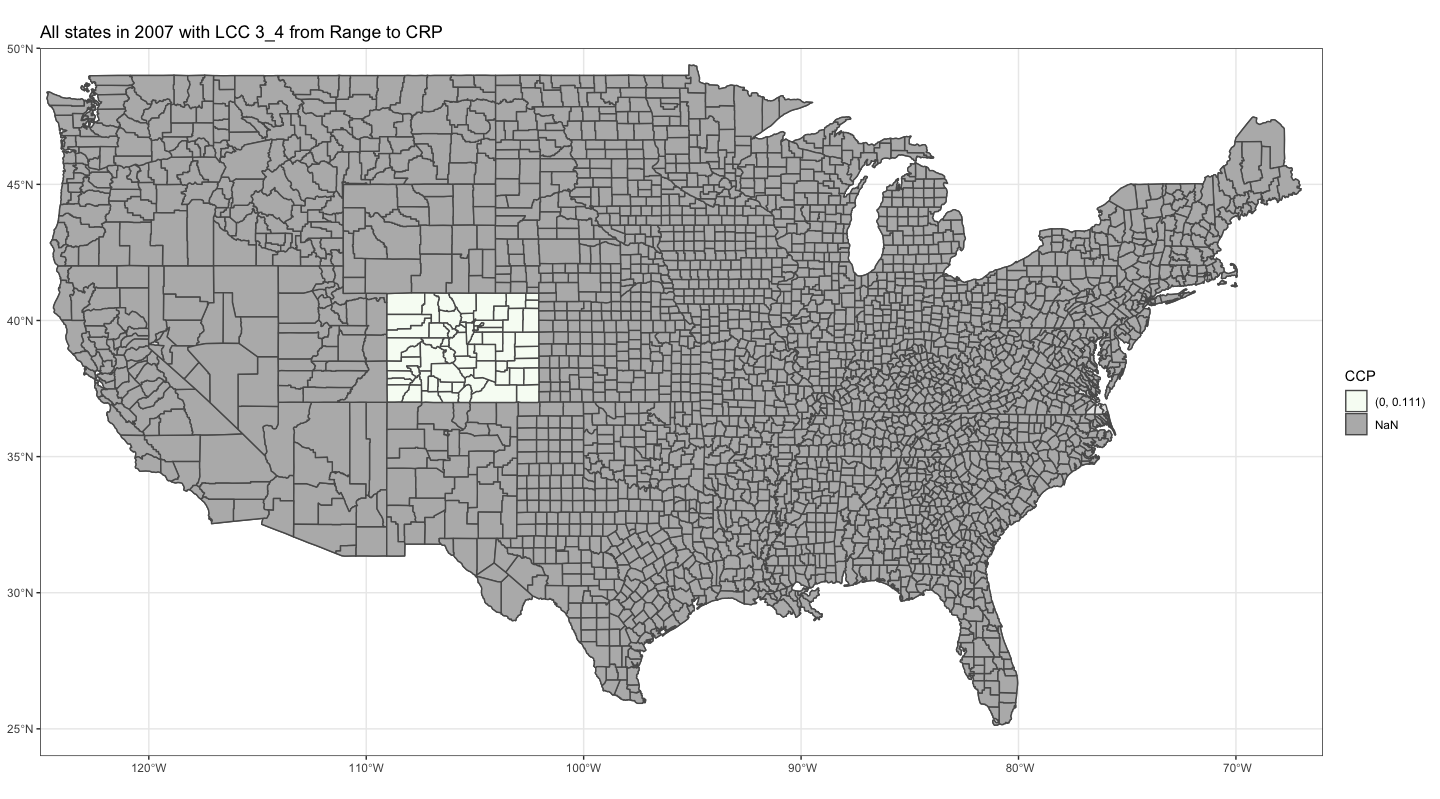 All states in 2007 with LCC 3_4 from Range to CRP
50°N
45°N
40°N
35°N
30°N
25°N
120°W
110°W
100°W
90°W
80°W
70°W
CCP
(0, 0.111)
NaN